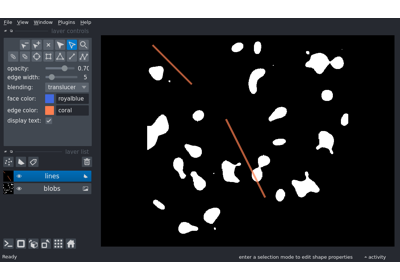 File View Window Plugins Help
layer controls
opacity: 0.70
edge width: 5
blending: translucer
face color: royalblue
edge color: coral
display text:
layer list
lines
blobs
Ready enter a selection mode to edit shape properties activity